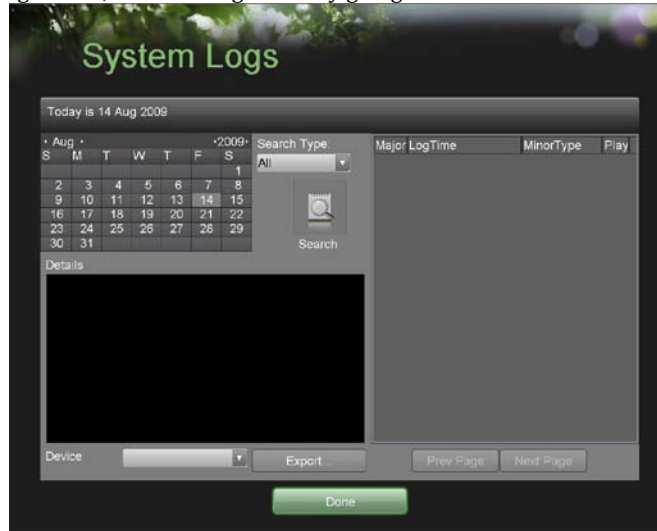 System Logs
Today is 14 Aug 2009
· Aug · ·2009·
S M T W T F S
1
2 3 4 5 6 7 8
9 10 11 12 13 14 15
16 17 18 19 20 21 22
23 24 25 26 27 28 29
30 31
Search Type:
All
Search
Details
Device
Export...
Major LogTime MinorType Play
Prev Page Next Page
Done